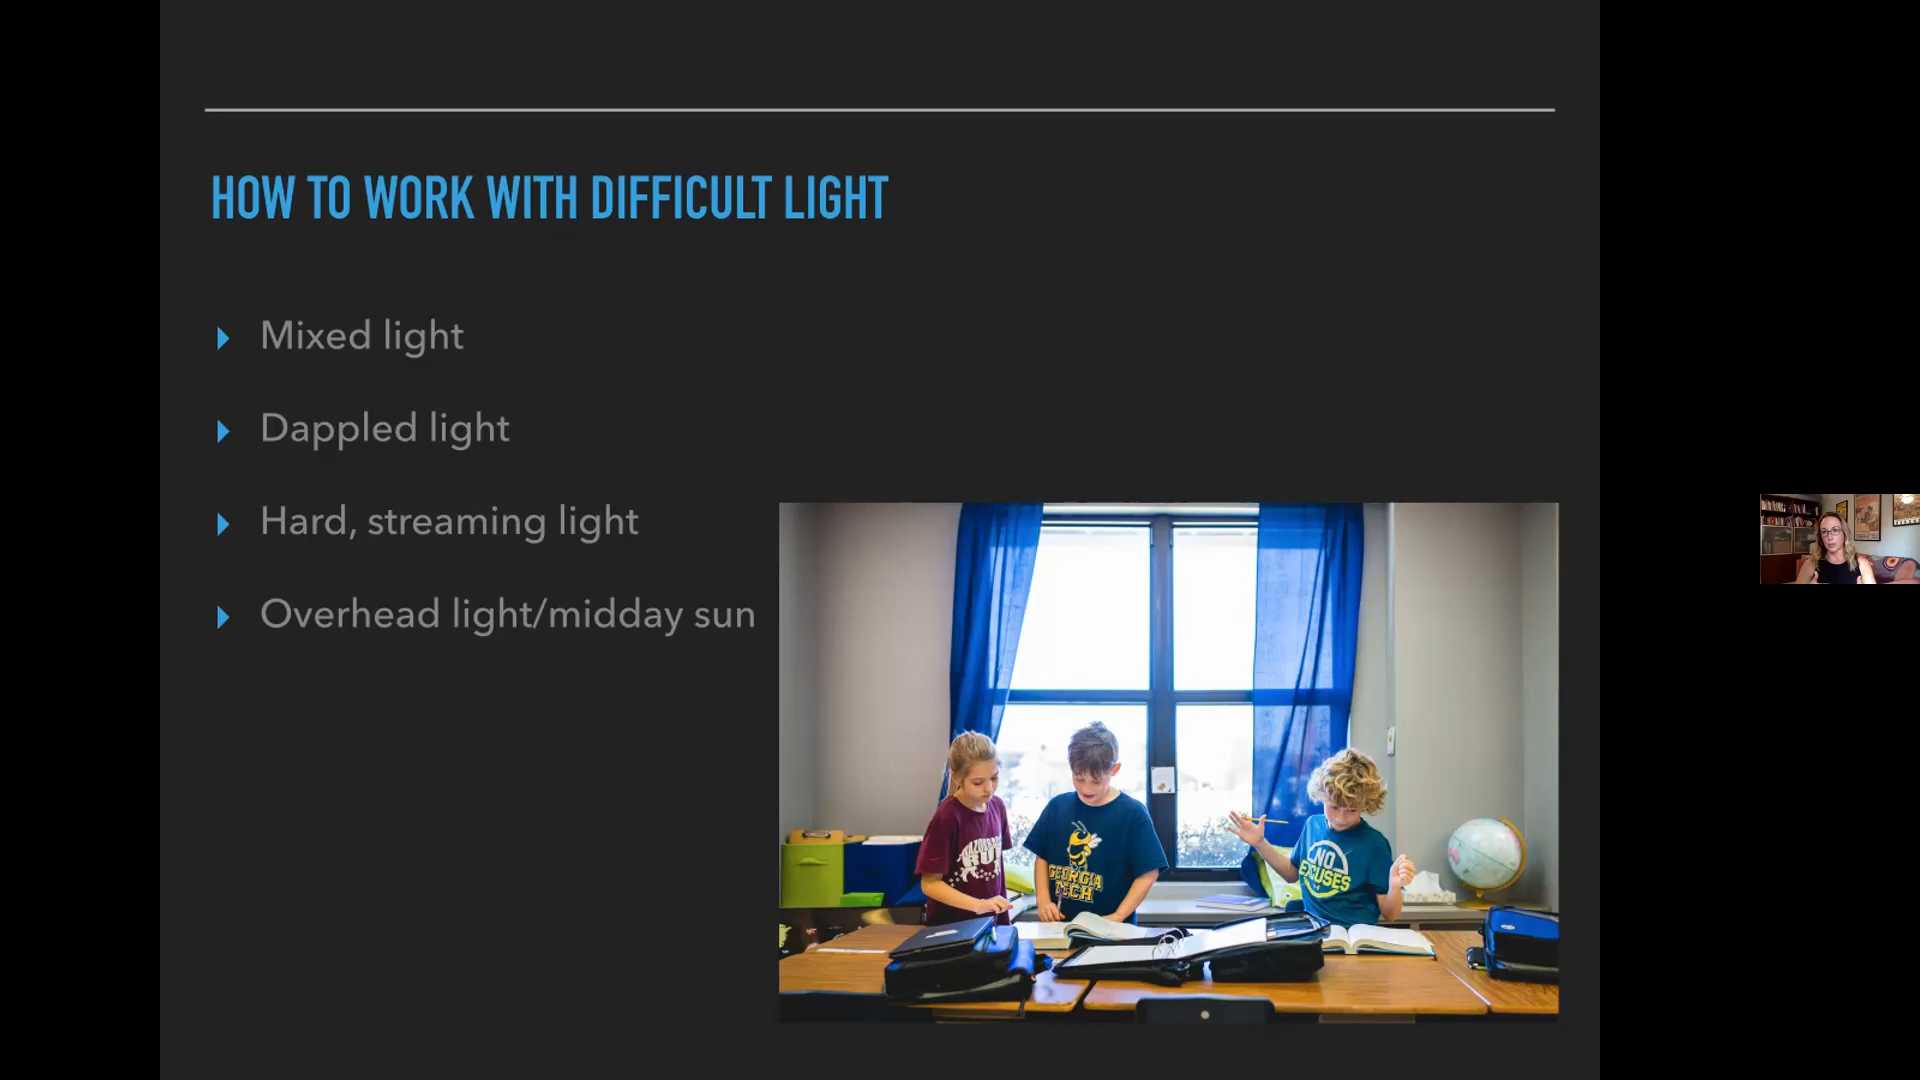 HOW TO WORK WITH DIFFICULT LIGHT
Mixed light
Dappled light
Hard, streaming light
Overhead light/midday sun
GEORGIA
TECH
NO
EXCUSES